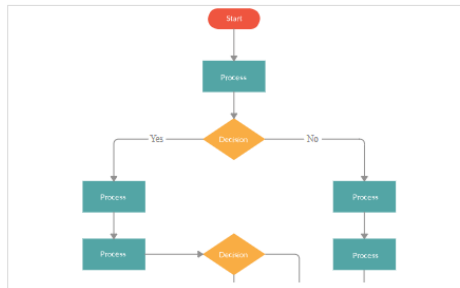 Start
Process
Decision
Yes
No
Process
Process
Process
Decision
Process